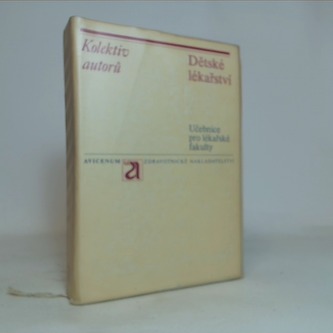 Kolektiv
autorů
Dětské
lékařství
Učebnice
pro lékařské
fakulty
AVICENUM
ZDRAVOTNICKÉ NAKLADATELSTVÍ